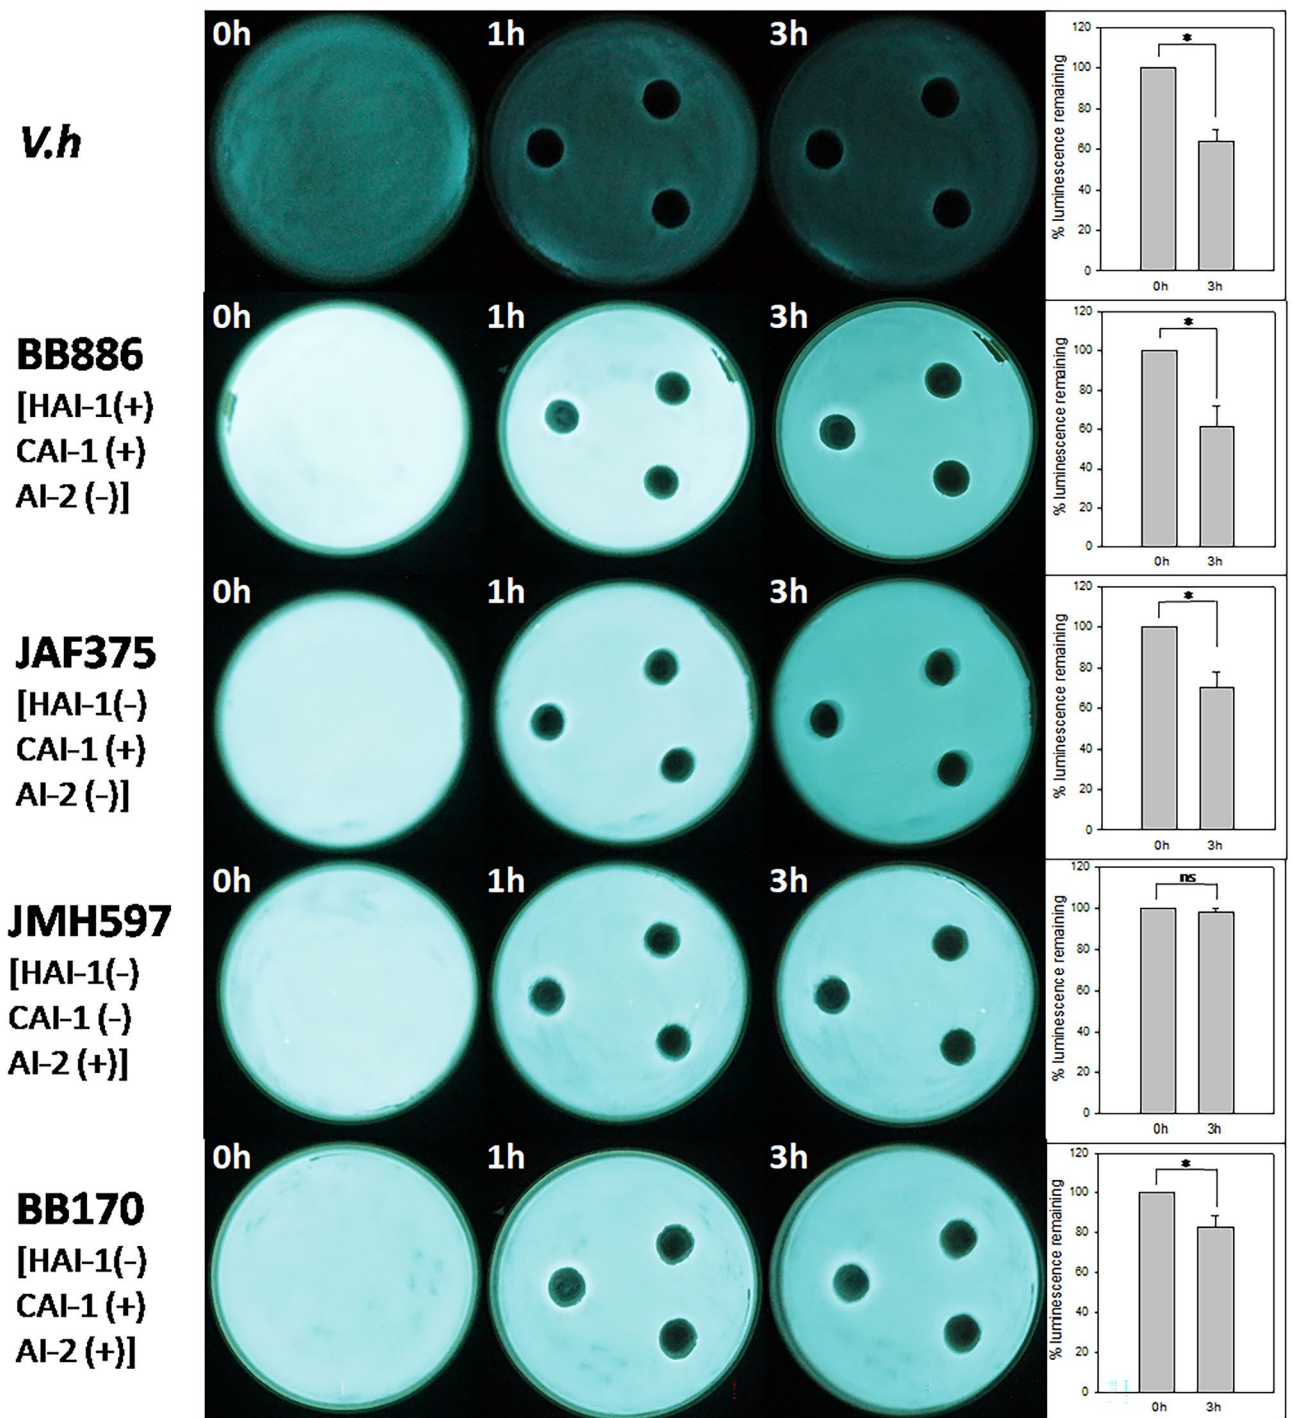 V.h
0h
1h
3h
% luminescence remaining
120
100
80
60
40
20
0
*
0h
3h
BB886
[HAI-1(+)
CAI-1 (+)
AI-2 (-)]
0h
1h
3h
% luminescence remaining
120
100
80
60
40
20
0
*
0h
3h
JAF375
[HAI-1(-)
CAI-1 (+)
AI-2 (-)]
0h
1h
3h
% luminescence remaining
120
100
80
60
40
20
0
*
0h
3h
JMH597
[HAI-1(-)
CAI-1 (-)
AI-2 (+)]
0h
1h
3h
% luminescence remaining
120
100
80
60
40
20
0
ns
0h
3h
BB170
[HAI-1(-)
CAI-1 (+)
AI-2 (+)]
0h
1h
3h
% luminescence remaining
120
100
80
60
40
20
0
*
0h
3h